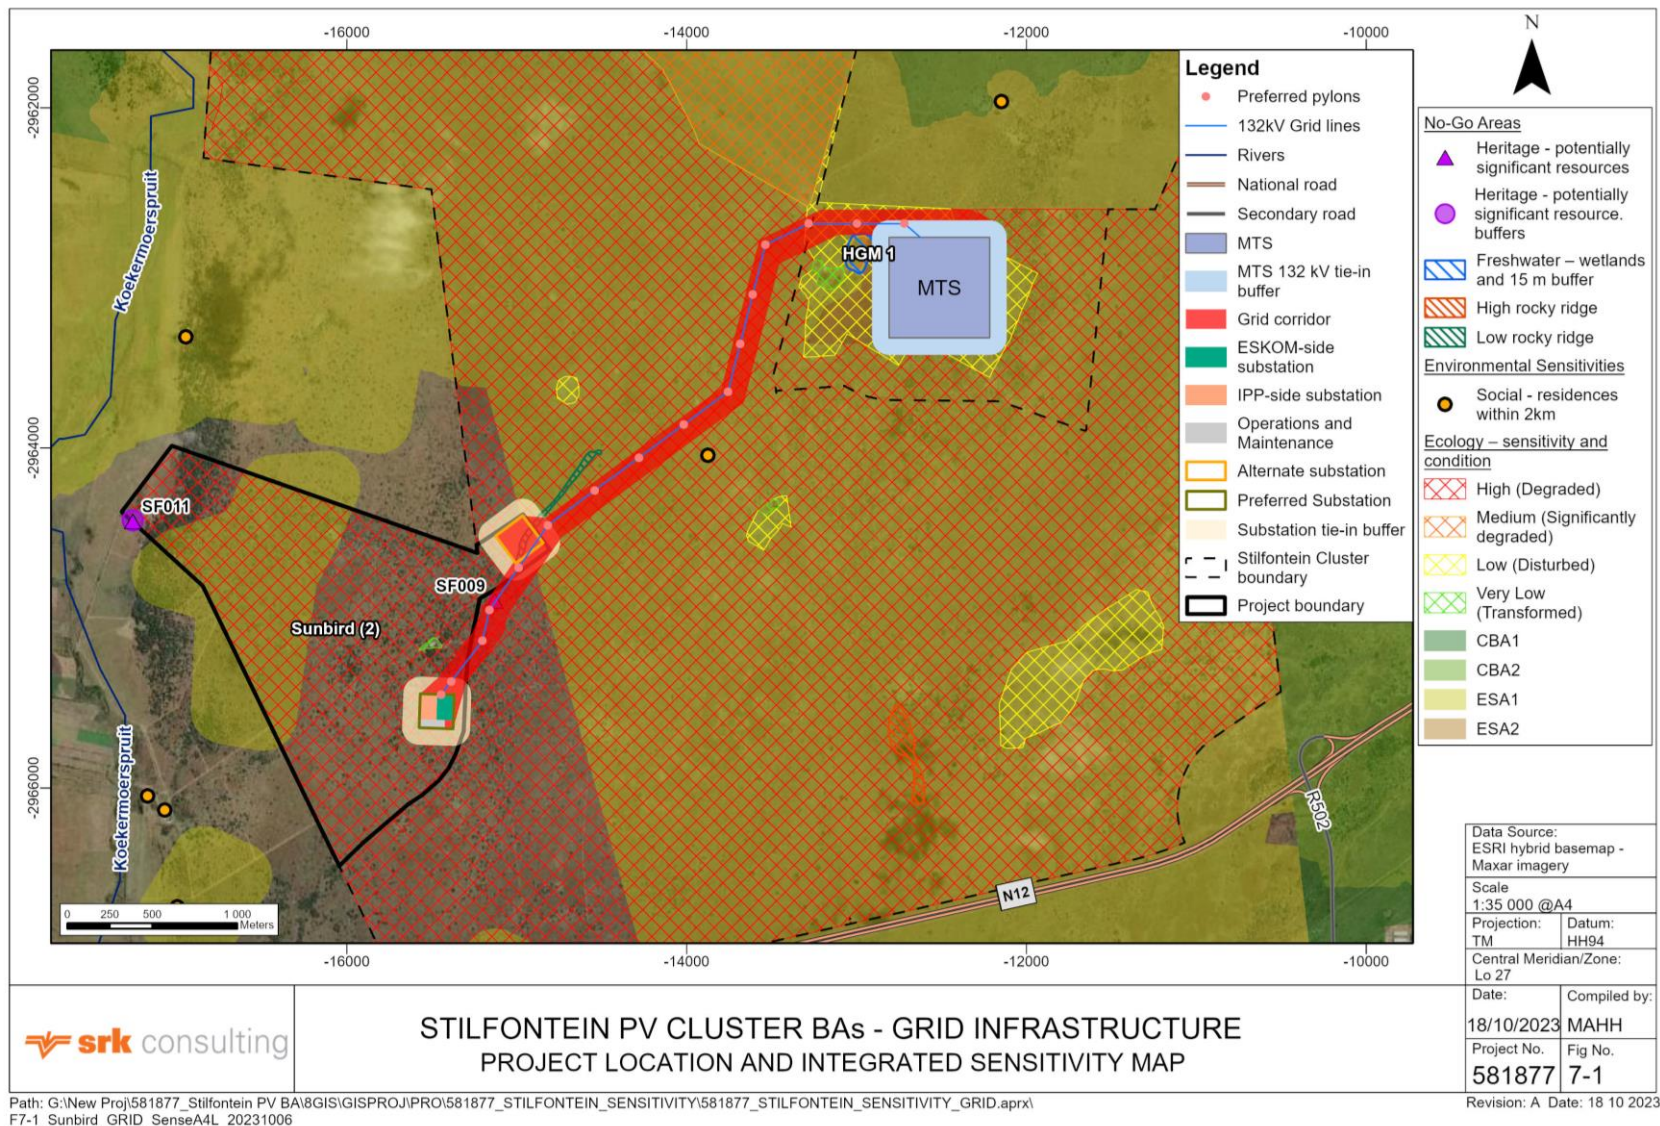 -16000
-14000
-12000
-10000
N
-2962000
-2964000
-2966000
Koekermoerspruit
Koekermoerspruit
HGM 1
MTS
SF011
SF009
Sunbird (2)
N12
R502
0 250 500 1 000
Meters
-16000
-14000
-12000
-10000
Legend
Preferred pylons
132kV Grid lines
Rivers
National road
Secondary road
MTS
MTS 132 kV tie-in
buffer
Grid corridor
ESKOM-side
substation
IPP-side substation
Operations and
Maintenance
Alternate substation
Preferred Substation
Substation tie-in buffer
Stilfontein Cluster
boundary
Project boundary
No-Go Areas
Heritage - potentially
significant resources
Heritage - potentially
significant resource.
buffers
Freshwater – wetlands
and 15 m buffer
High rocky ridge
Low rocky ridge
Environmental Sensitivities
Social - residences
within 2km
Ecology – sensitivity and
condition
High (Degraded)
Medium (Significantly
degraded)
Low (Disturbed)
Very Low
(Transformed)
CBA1
CBA2
ESA1
ESA2
Data Source:
ESRI hybrid basemap -
Maxar imagery
Scale
1:35 000 @A4
Projection:
TM
Datum:
HH94
Central Meridian/Zone:
Lo 27
Date:
18/10/2023
Compiled by:
MAHH
Project No.
581877
Fig No.
7-1
srk consulting
STILFONTEIN PV CLUSTER BAs - GRID INFRASTRUCTURE
PROJECT LOCATION AND INTEGRATED SENSITIVITY MAP
Path: G:\New Proj\581877_Stilfontein PV BA\8GIS\GISPROJ\PRO\581877_STILFONTEIN_SENSITIVITY\581877_STILFONTEIN_SENSITIVITY_GRID.aprx\
F7-1_Sunbird_GRID_SenseA4L_20231006
Revision: A Date: 18 10 2023